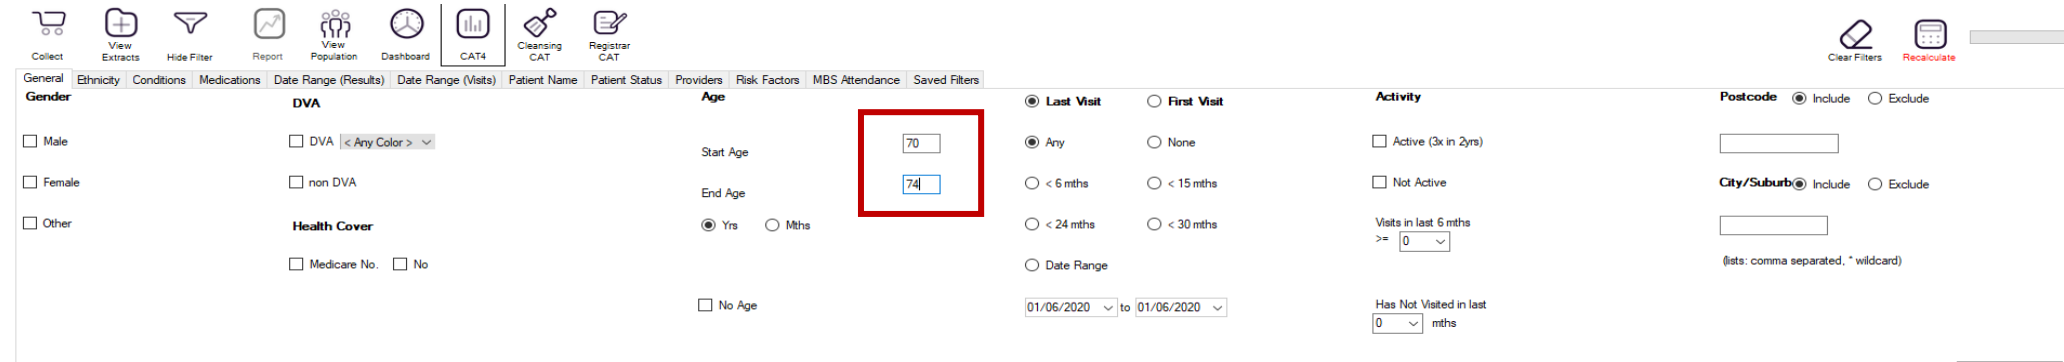 Collect
View
Extracts
Hide Filter
Report
View
Population
Dashboard
CAT4
Cleansing
CAT
Registrar
CAT
Clear Filters
Recalculate
General Ethnicity Conditions Medications Date Range (Results) Date Range (Visits) Patient Name Patient Status Providers Risk Factors MBS Attendance Saved Filters
Gender
Male
Female
Other
DVA
DVA < Any Color >
non DVA
Health Cover
Medicare No. No
Age
Start Age 70
End Age 74
Yrs Mths
No Age
Last Visit First Visit
Any None
< 6 mths < 15 mths
< 24 mths < 30 mths
Date Range
01/06/2020 to 01/06/2020
Activity
Active (3x in 2yrs)
Not Active
Visits in last 6 mths
>= 0
Has Not Visited in last
0 mths
Postcode Include Exclude
City/Suburb Include Exclude
(lists: comma separated, * wildcard)